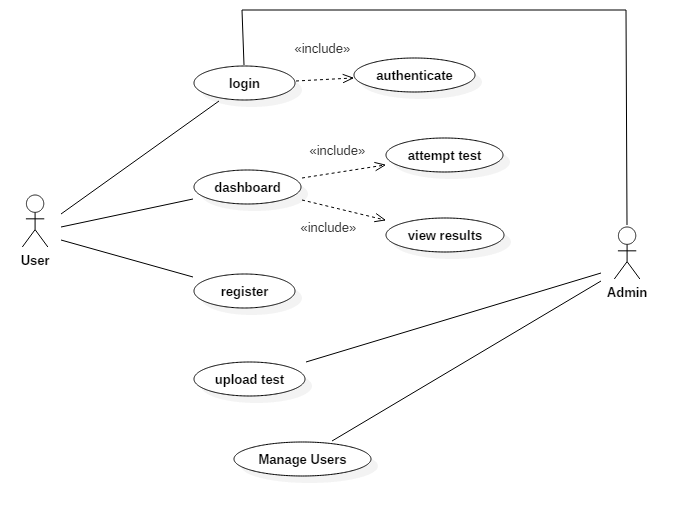 «include»
login
authenticate
«include»
attempt test
dashboard
«include»
view results
User
register
Admin
upload test
Manage Users